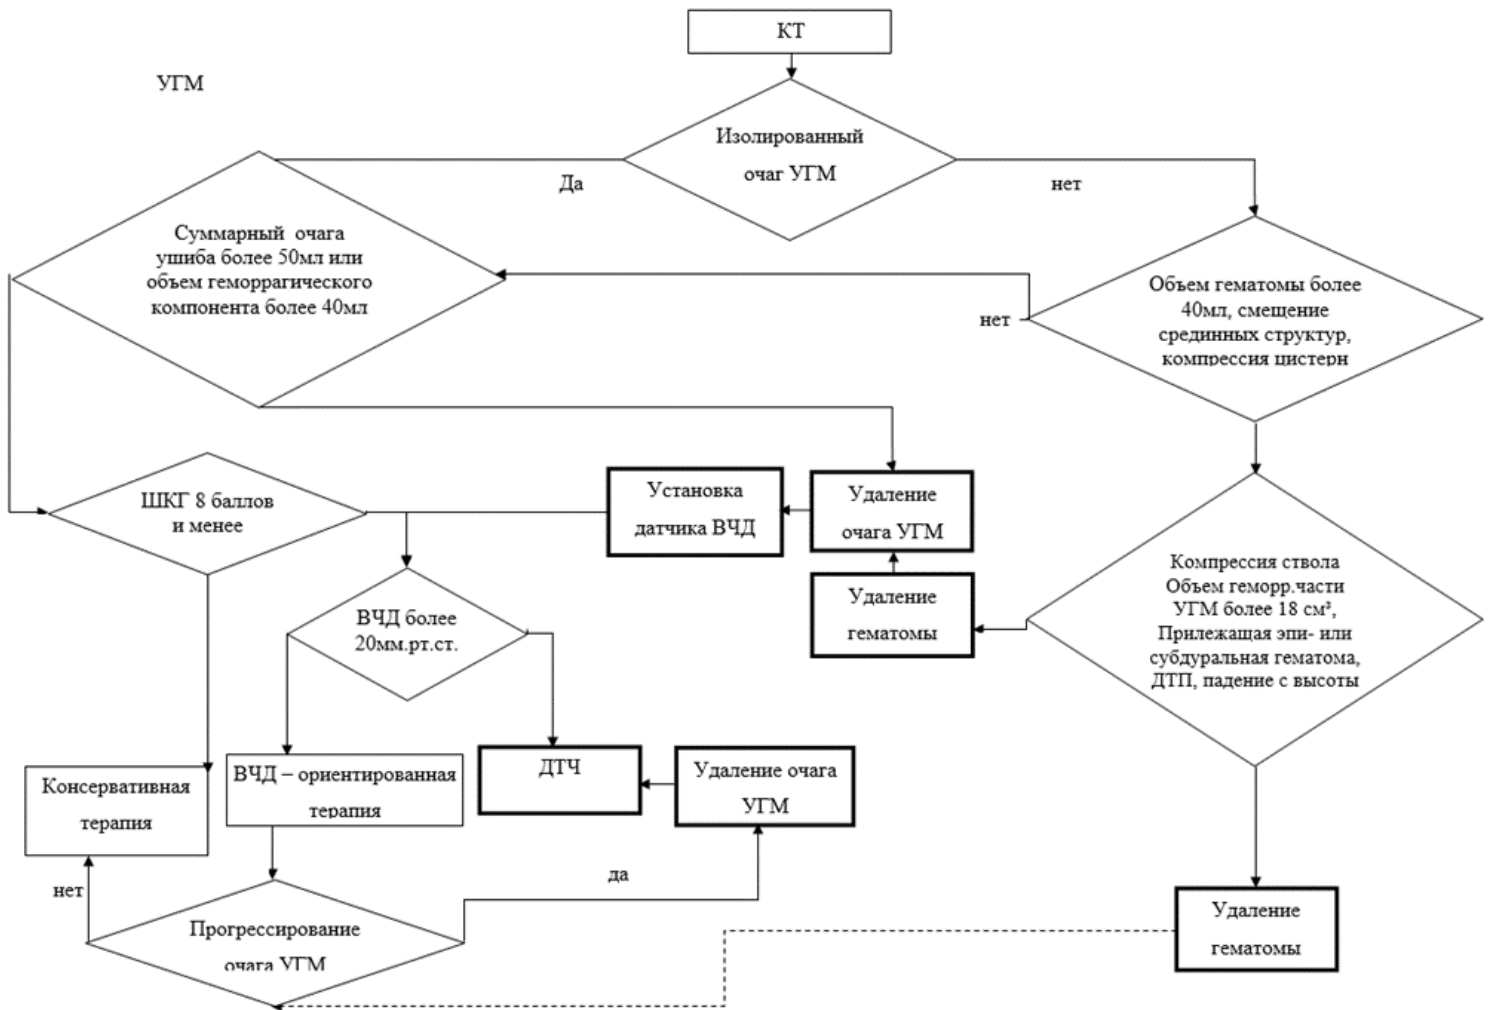 КТ
УГМ
Изолированный
очаг УГМ
Да
нет
Суммарный очага
ушиба более 50мл или
объем геморрагического
компонента более 40мл
Объем гематомы более
40мл, смещение
срединных структур,
компрессия цистерн
нет
ШКГ 8 баллов
и менее
Установка
датчика ВЧД
Удаление
очага УГМ
Удаление
гематомы
Компрессия ствола
Объем геморр.части
УГМ более 18 см³,
Прилежащая эпи- или
субдуральная гематома,
ДТП, падение с высоты
ВЧД более
20мм.рт.ст.
Консервативная
терапия
ВЧД – ориентированная
терапия
ДТЧ
Удаление очага
УГМ
нет
да
Прогрессирование
очага УГМ
Удаление
гематомы